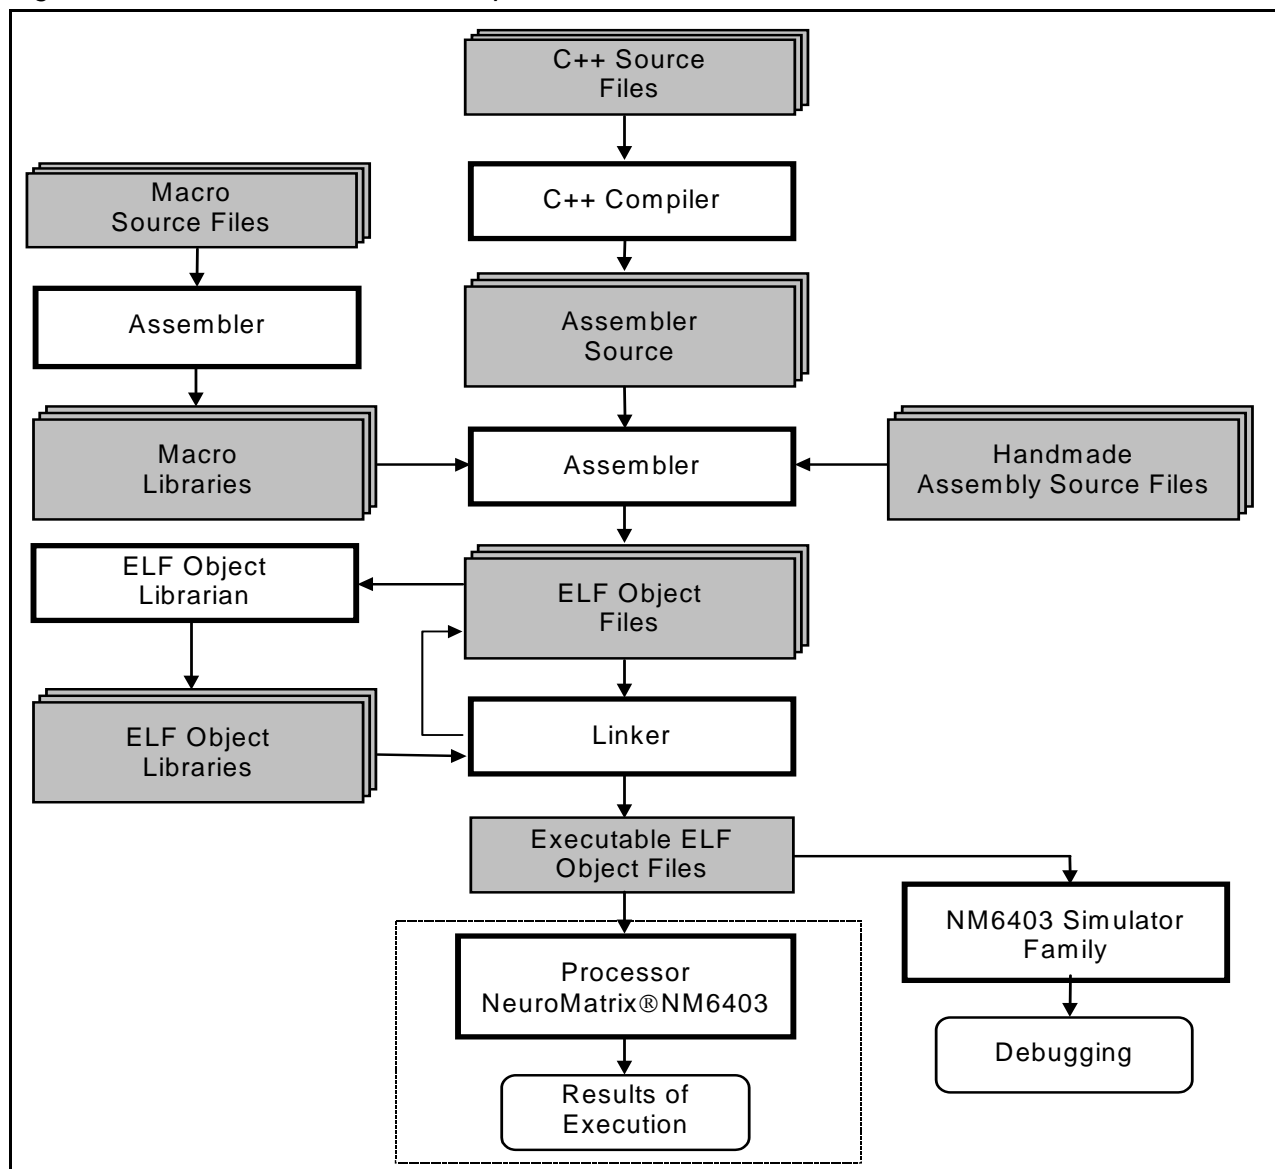 C++ Source
Files
C++ Compiler
Macro
Source Files
Assembler
Assembler
Source
Macro
Libraries
Assembler
Handmade
Assembly Source Files
ELF Object
Librarian
ELF Object
Files
ELF Object
Libraries
Linker
Executable ELF
Object Files
NM6403 Simulator
Family
Processor
NeuroMatrix®NM6403
Debugging
Results of
Execution